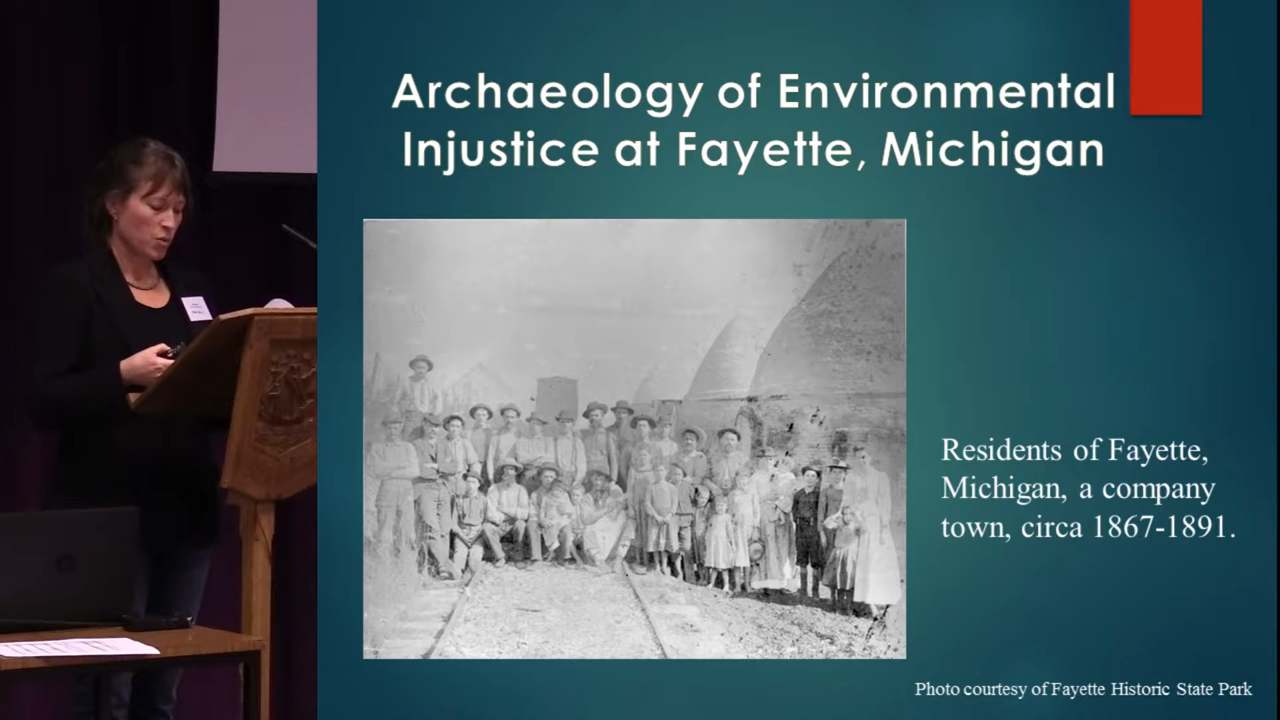 Archaeology of Environmental
Injustice at Fayette, Michigan
Residents of Fayette,
Michigan, a company
town, circa 1867-1891.
Photo courtesy of Fayette Historic State Park